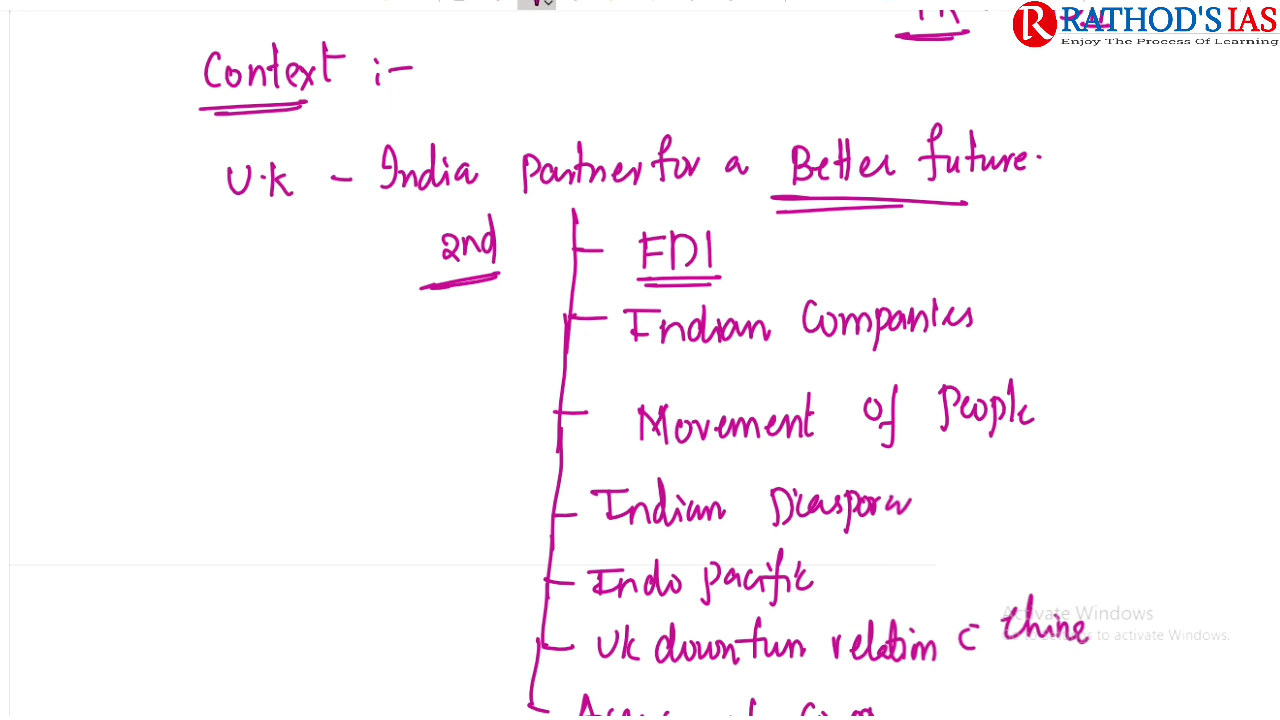 RATHOD'S IAS
Enjoy The Process Of Learning
Context :-
U.K - India Partner for a Better future.
2nd
FDI
Indian Companies
Movement of People
Indian Diaspora
Indo pacific
UK downturn relation c China
Activate Windows
to activate Windows.